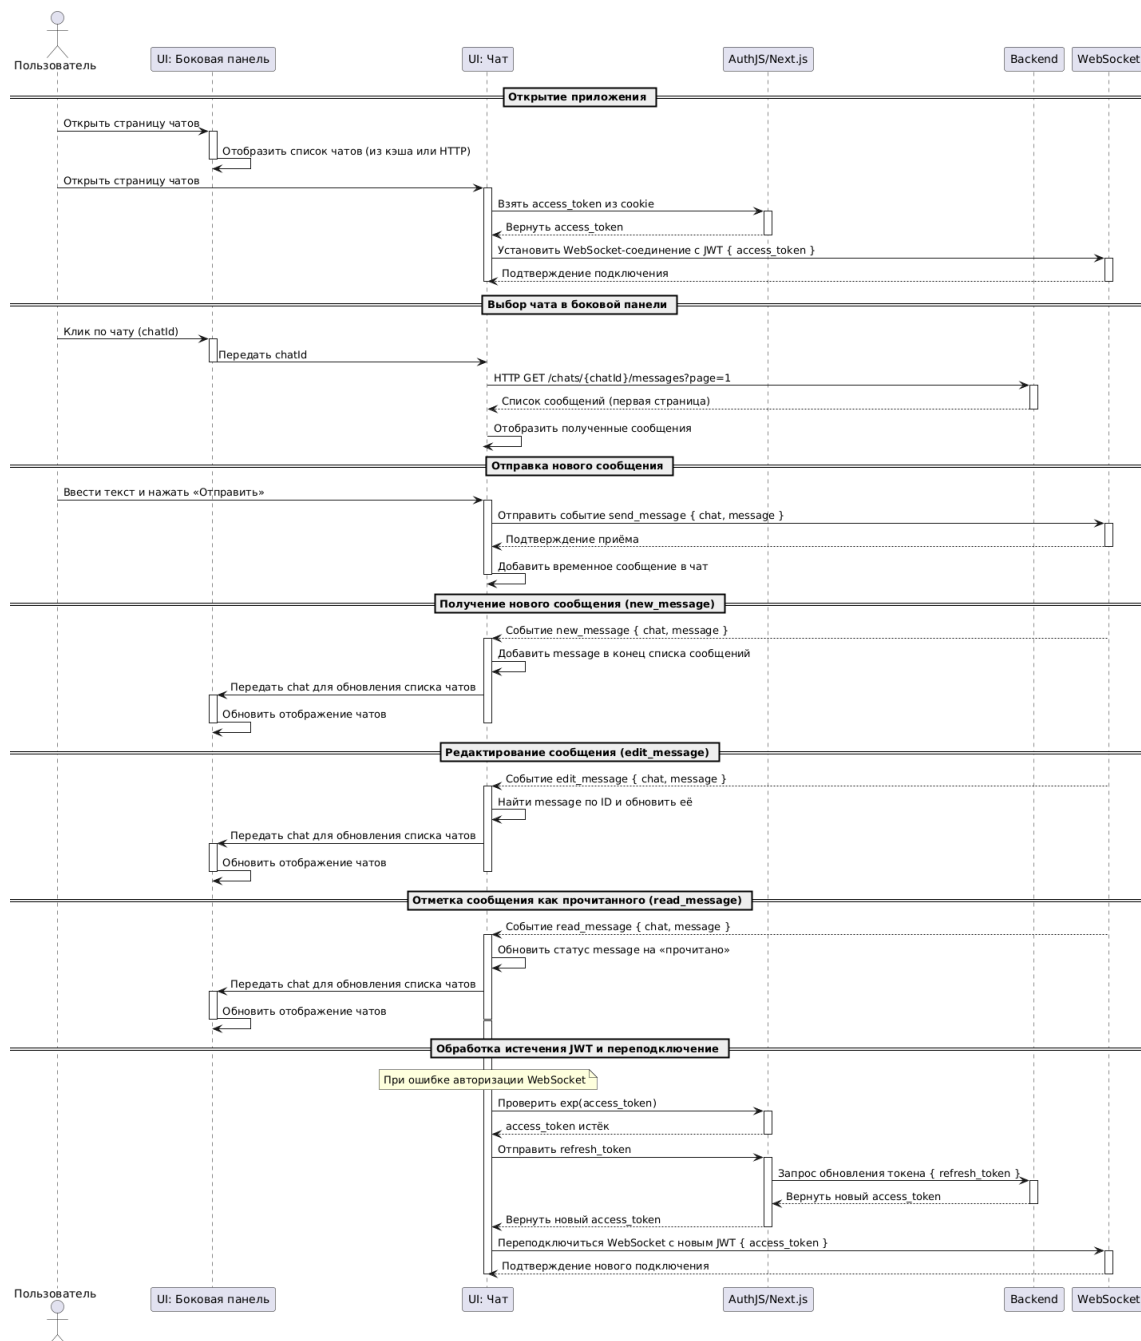 Пользователь
UI: Боковая панель
UI: Чат
AuthJS/Next.js
Backend
WebSocket
Открытие приложения
Открыть страницу чатов
Отобразить список чатов (из кэша или HTTP)
Открыть страницу чатов
Взять access_token из cookie
Вернуть access_token
Установить WebSocket-соединение с JWT { access_token }
Подтверждение подключения
Выбор чата в боковой панели
Клик по чату (chatId)
Передать chatId
HTTP GET /chats/{chatId}/messages?page=1
Список сообщений (первая страница)
Отобразить полученные сообщения
Отправка нового сообщения
Ввести текст и нажать «Отправить»
Отправить событие send_message { chat, message }
Подтверждение приёма
Добавить временное сообщение в чат
Получение нового сообщения (new_message)
Событие new_message { chat, message }
Добавить message в конец списка сообщений
Передать chat для обновления списка чатов
Обновить отображение чатов
Редактирование сообщения (edit_message)
Событие edit_message { chat, message }
Найти message по ID и обновить её
Передать chat для обновления списка чатов
Обновить отображение чатов
Отметка сообщения как прочитанного (read_message)
Событие read_message { chat, message }
Обновить статус message на «прочитано»
Передать chat для обновления списка чатов
Обновить отображение чатов
Обработка истечения JWT и переподключение
При ошибке авторизации WebSocket
Проверить exp(access_token)
access_token истёк
Отправить refresh_token
Запрос обновления токена { refresh_token }
Вернуть новый access_token
Вернуть новый access_token
Переподключиться WebSocket с новым JWT { access_token }
Подтверждение нового подключения
Пользователь
UI: Боковая панель
UI: Чат
AuthJS/Next.js
Backend
WebSocket